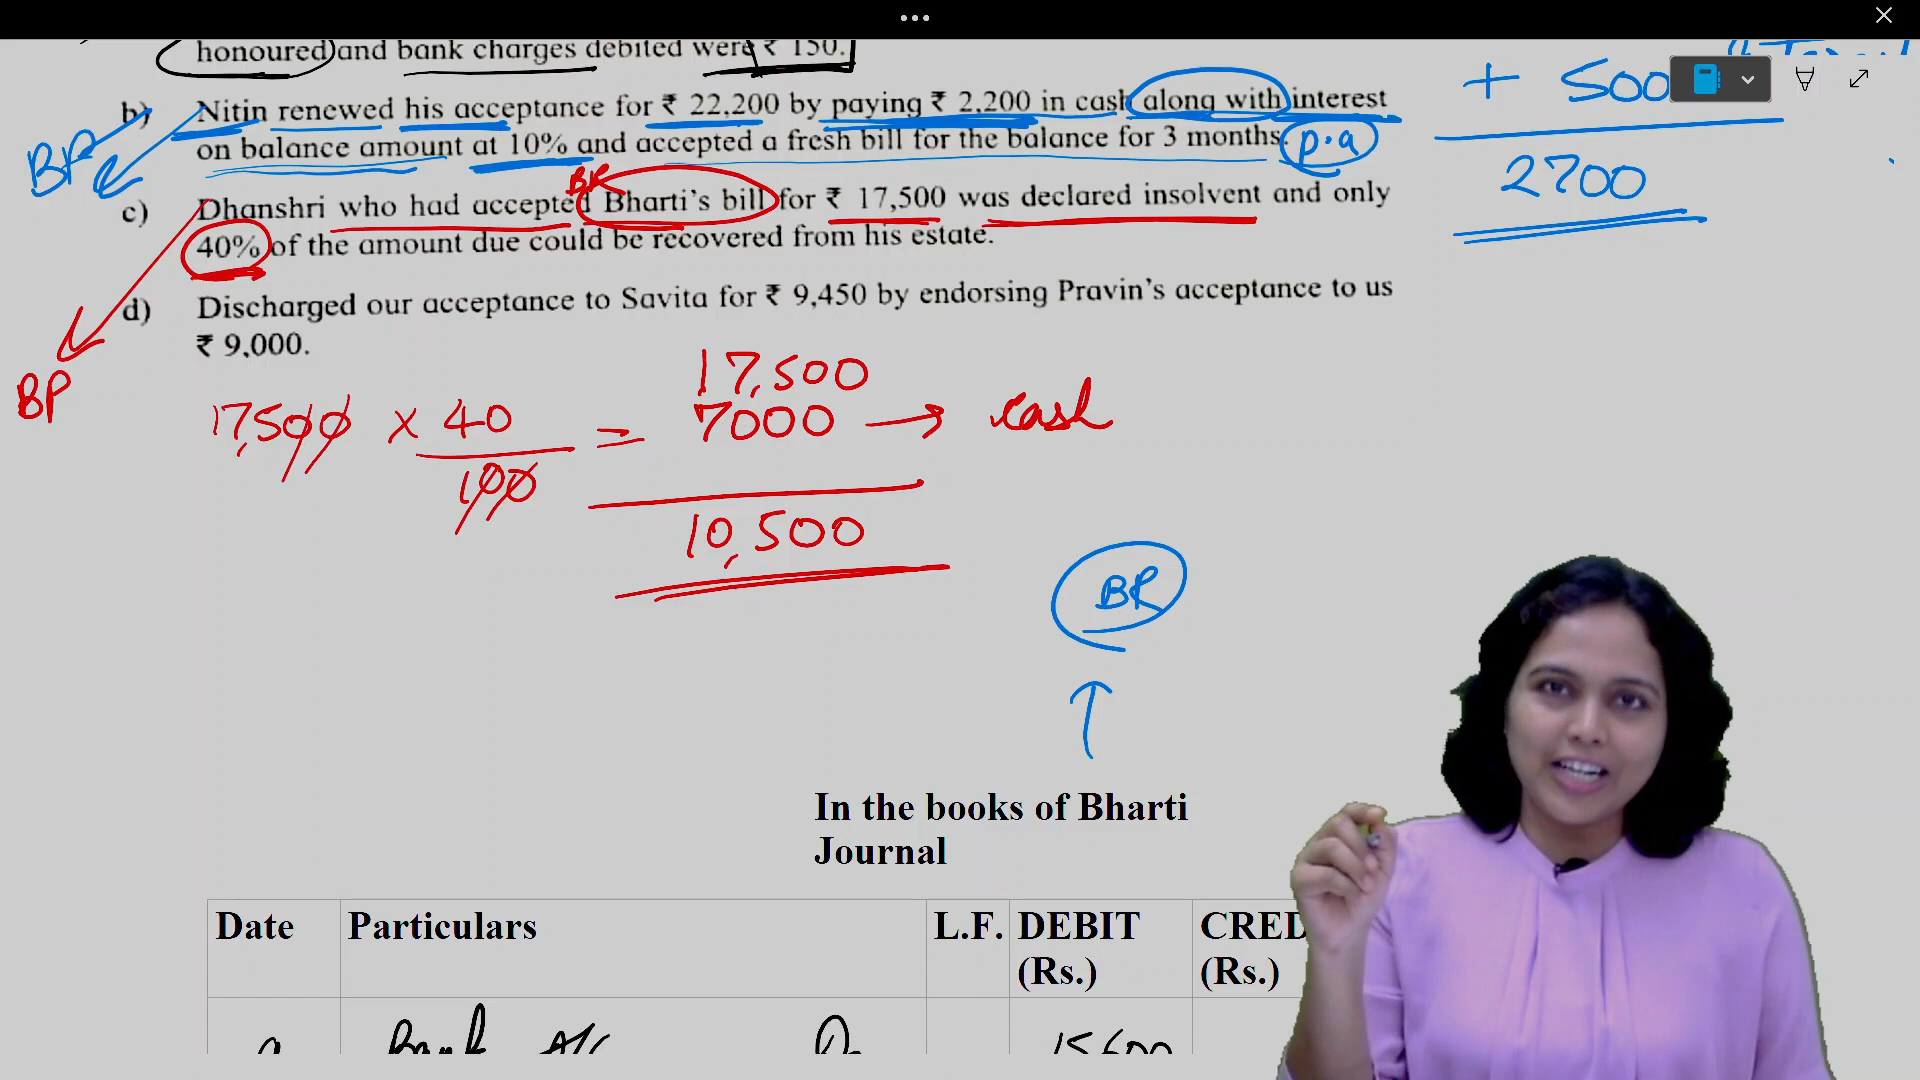 honoured and bank charges debited were ₹ 150.
+ 500
b) Nitin renewed his acceptance for ₹ 22,200 by paying ₹ 2,200 in cash along with interest
on balance amount at 10% and accepted a fresh bill for the balance for 3 months. p.a
BP
2700
BR
c) Dhanshri who had accepted Bharti's bill for ₹ 17,500 was declared insolvent and only
40% of the amount due could be recovered from his estate.
d) Discharged our acceptance to Savita for ₹ 9,450 by endorsing Pravin's acceptance to us
₹ 9,000.
BP
17,500
17,500 × 40 = 7000 → cash
100
10,500
BR
In the books of Bharti
Journal
Date Particulars L.F. DEBIT
(Rs.) (Rs.)
a Bank A/c 15600